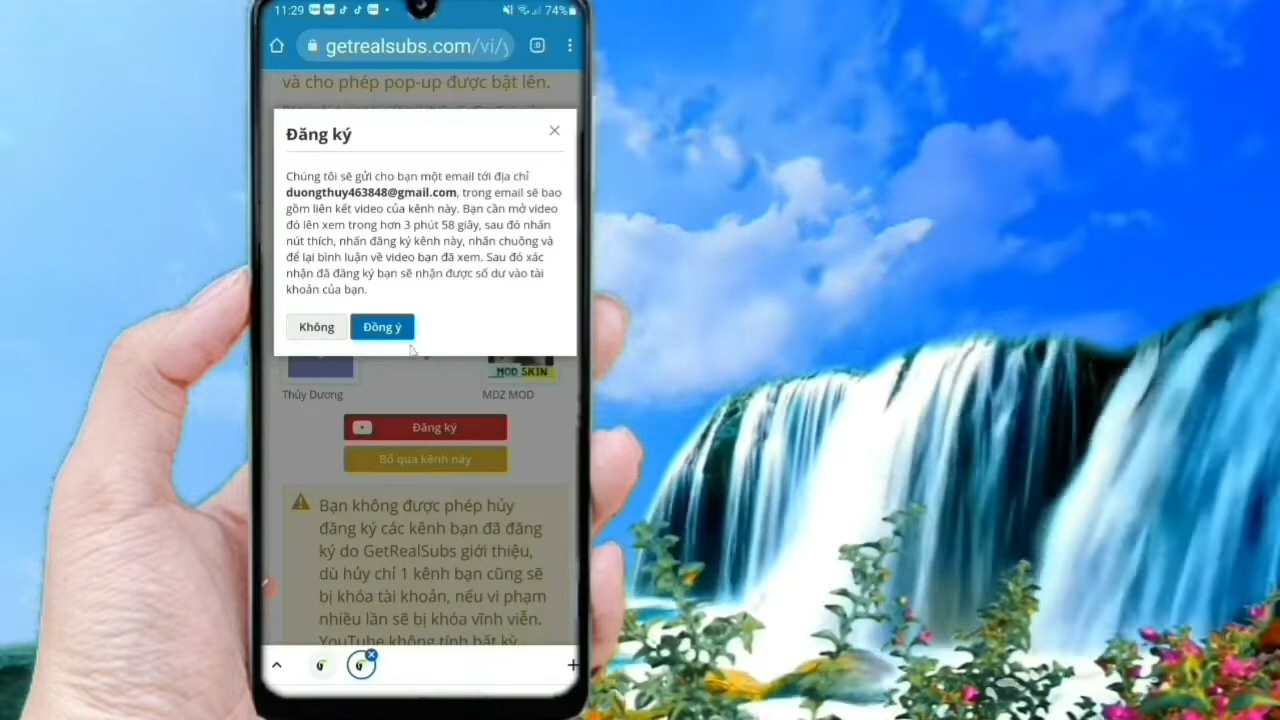 11:29
74%
getrealsubs.com/vi/y
và cho phép pop-up được bật lên.
Đăng ký
Chúng tôi sẽ gửi cho bạn một email tới địa chỉ
duongthuy463848@gmail.com, trong email sẽ bao
gồm liên kết video của kênh này. Bạn cần mở video
đó lên xem trong hơn 3 phút 58 giây, sau đó nhấn
nút thích, nhấn đăng ký kênh này, nhấn chuông và
để lại bình luận về video bạn đã xem. Sau đó xác
nhận đã đăng ký bạn sẽ nhận được số dư vào tài
khoản của bạn.
Không Đồng ý
MOD SKIN
Thủy Dương MDZ MOD
Đăng ký
Bỏ qua kênh này
Bạn không được phép hủy
đăng ký các kênh bạn đã đăng
ký do GetRealSubs giới thiệu,
dù hủy chỉ 1 kênh bạn cũng sẽ
bị khóa tài khoản, nếu vi phạm
nhiều lần sẽ bị khóa vĩnh viễn.
YouTube không tính bất kỳ